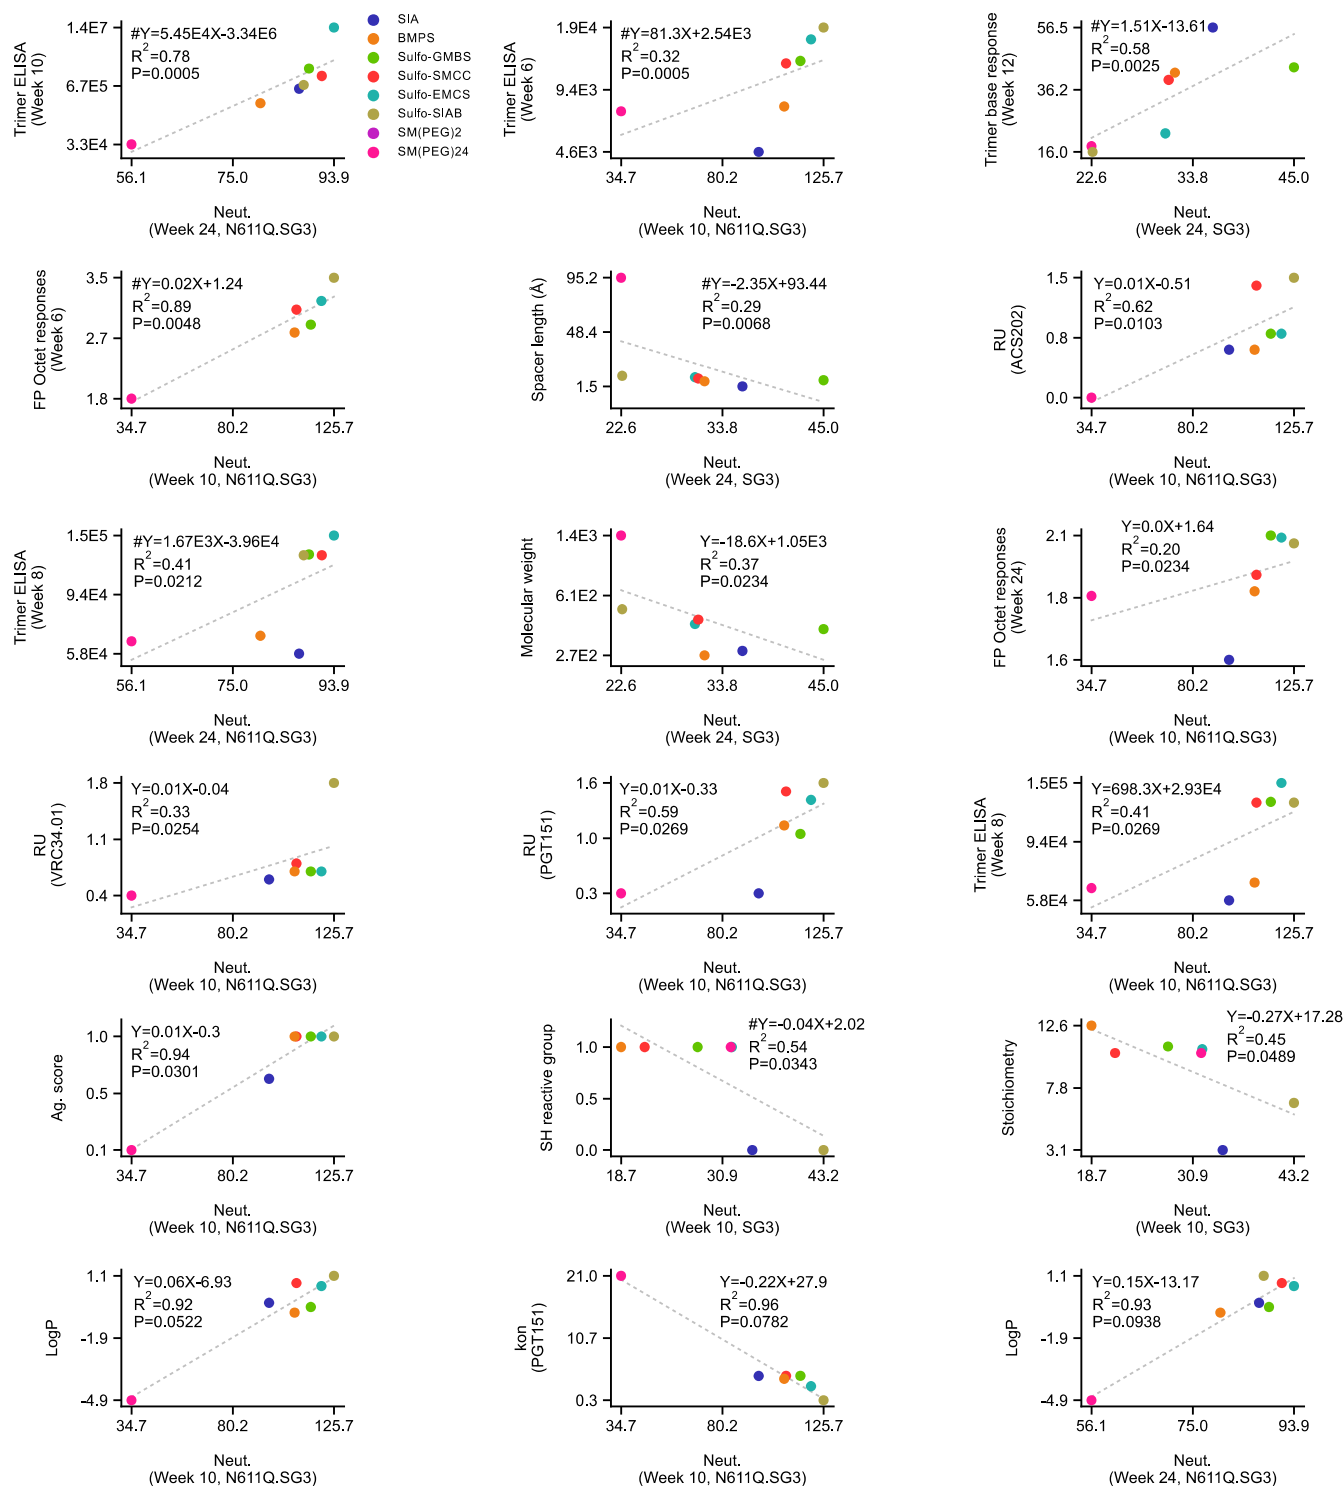 SIA
BMPS
Sulfo-GMBS
Sulfo-SMCC
Sulfo-EMCS
Sulfo-SIAB
SM(PEG)2
SM(PEG)24
Trimer ELISA
(Week 10)
1.4E7
6.7E5
3.3E4
#Y=5.45E4X-3.34E6
R2=0.78
P=0.0005
56.1 75.0 93.9
Neut.
(Week 24, N611Q.SG3)
Trimer ELISA
(Week 6)
1.9E4
9.4E3
4.6E3
#Y=81.3X+2.54E3
R2=0.32
P=0.0005
34.7 80.2 125.7
Neut.
(Week 10, N611Q.SG3)
Trimer base response
(Week 12)
56.5
36.2
16.0
#Y=1.51X-13.61
R2=0.58
P=0.0025
22.6 33.8 45.0
Neut.
(Week 24, SG3)
FP Octet responses
(Week 6)
3.5
2.7
1.8
#Y=0.02X+1.24
R2=0.89
P=0.0048
34.7 80.2 125.7
Neut.
(Week 10, N611Q.SG3)
Spacer length (Å)
95.2
48.4
1.5
#Y=-2.35X+93.44
R2=0.29
P=0.0068
22.6 33.8 45.0
Neut.
(Week 24, SG3)
RU
(ACS202)
1.5
0.8
0.0
Y=0.01X-0.51
R2=0.62
P=0.0103
34.7 80.2 125.7
Neut.
(Week 10, N611Q.SG3)
Trimer ELISA
(Week 8)
1.5E5
9.4E4
5.8E4
#Y=1.67E3X-3.96E4
R2=0.41
P=0.0212
56.1 75.0 93.9
Neut.
(Week 24, N611Q.SG3)
Molecular weight
1.4E3
6.1E2
2.7E2
Y=-18.6X+1.05E3
R2=0.37
P=0.0234
22.6 33.8 45.0
Neut.
(Week 24, SG3)
FP Octet responses
(Week 24)
2.1
1.8
1.6
Y=0.0X+1.64
R2=0.20
P=0.0234
34.7 80.2 125.7
Neut.
(Week 10, N611Q.SG3)
RU
(VRC34.01)
1.8
1.1
0.4
Y=0.01X-0.04
R2=0.33
P=0.0254
34.7 80.2 125.7
Neut.
(Week 10, N611Q.SG3)
RU
(PGT151)
1.6
1.0
0.3
Y=0.01X-0.33
R2=0.59
P=0.0269
34.7 80.2 125.7
Neut.
(Week 10, N611Q.SG3)
Trimer ELISA
(Week 8)
1.5E5
9.4E4
5.8E4
Y=698.3X+2.93E4
R2=0.41
P=0.0269
34.7 80.2 125.7
Neut.
(Week 10, N611Q.SG3)
Ag. score
1.0
0.5
0.1
Y=0.01X-0.3
R2=0.94
P=0.0301
34.7 80.2 125.7
Neut.
(Week 10, N611Q.SG3)
SH reactive group
1.0
0.5
0.0
#Y=-0.04X+2.02
R2=0.54
P=0.0343
18.7 30.9 43.2
Neut.
(Week 10, SG3)
Stoichiometry
12.6
7.8
3.1
Y=-0.27X+17.28
R2=0.45
P=0.0489
18.7 30.9 43.2
Neut.
(Week 10, SG3)
LogP
1.1
-1.9
-4.9
Y=0.06X-6.93
R2=0.92
P=0.0522
34.7 80.2 125.7
Neut.
(Week 10, N611Q.SG3)
kon
(PGT151)
21.0
10.7
0.3
Y=-0.22X+27.9
R2=0.96
P=0.0782
34.7 80.2 125.7
Neut.
(Week 10, N611Q.SG3)
LogP
1.1
-1.9
-4.9
Y=0.15X-13.17
R2=0.93
P=0.0938
56.1 75.0 93.9
Neut.
(Week 24, N611Q.SG3)